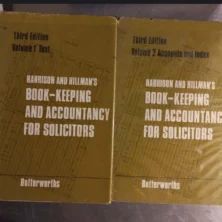 Third Edition
Volume 1 Text
HARRISON AND HILLMAN'S
BOOK-KEEPING
AND ACCOUNTANCY
FOR SOLICITORS
Butterworths
Third Edition
Volume 2 Accounts and Index
HARRISON AND HILLMAN'S
BOOK-KEEPING
AND ACCOUNTANCY
FOR SOLICITORS
Butterworths